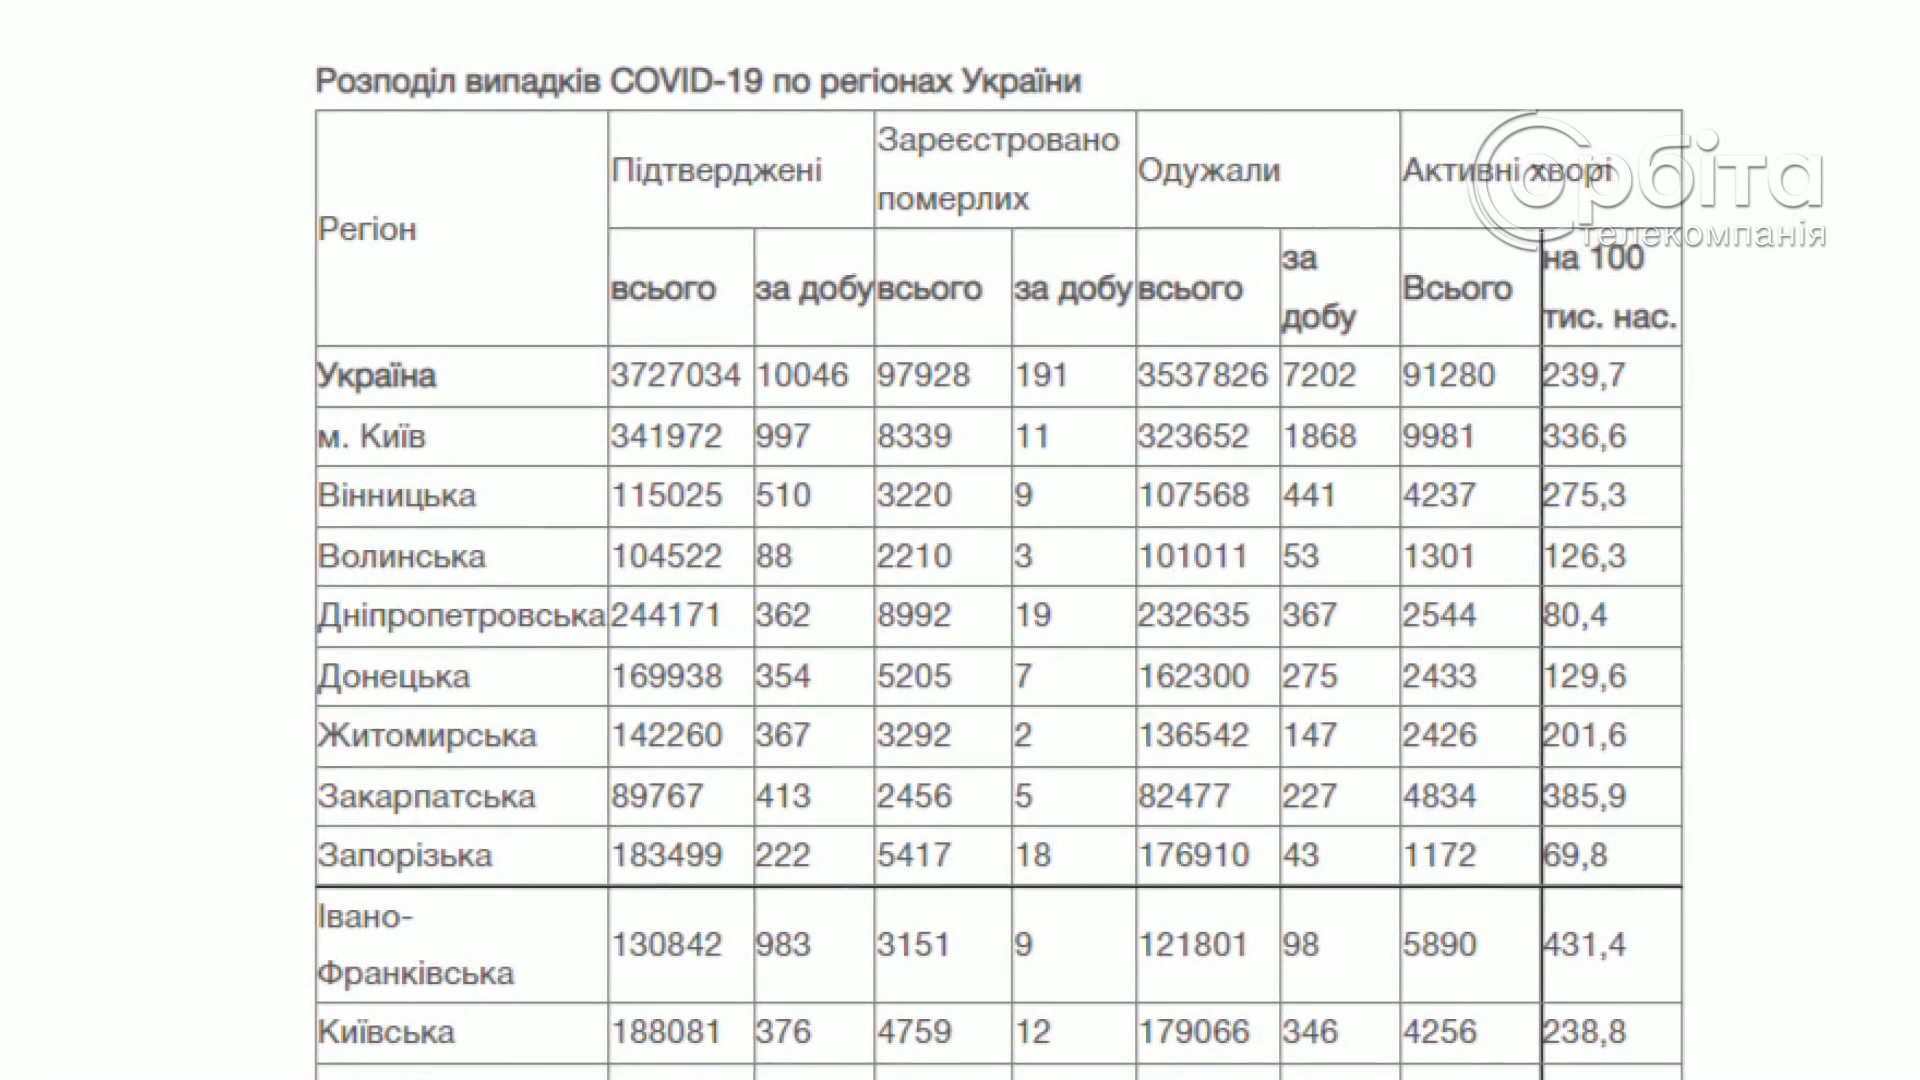 Розподіл випадків COVID-19 по регіонах України
Регіон Підтверджені Зареєстровано померлих Одужали Активні хворі
всього за добу всього за добу всього за добу Всього на 100 тис. нас.
Україна 3727034 10046 97928 191 3537826 7202 91280 239,7
м. Київ 341972 997 8339 11 323652 1868 9981 336,6
Вінницька 115025 510 3220 9 107568 441 4237 275,3
Волинська 104522 88 2210 3 101011 53 1301 126,3
Дніпропетровська 244171 362 8992 19 232635 367 2544 80,4
Донецька 169938 354 5205 7 162300 275 2433 129,6
Житомирська 142260 367 3292 2 136542 147 2426 201,6
Закарпатська 89767 413 2456 5 82477 227 4834 385,9
Запорізька 183499 222 5417 18 176910 43 1172 69,8
Івано-Франківська 130842 983 3151 9 121801 98 5890 431,4
Київська 188081 376 4759 12 179066 346 4256 238,8
Орбіта
телекомпанія